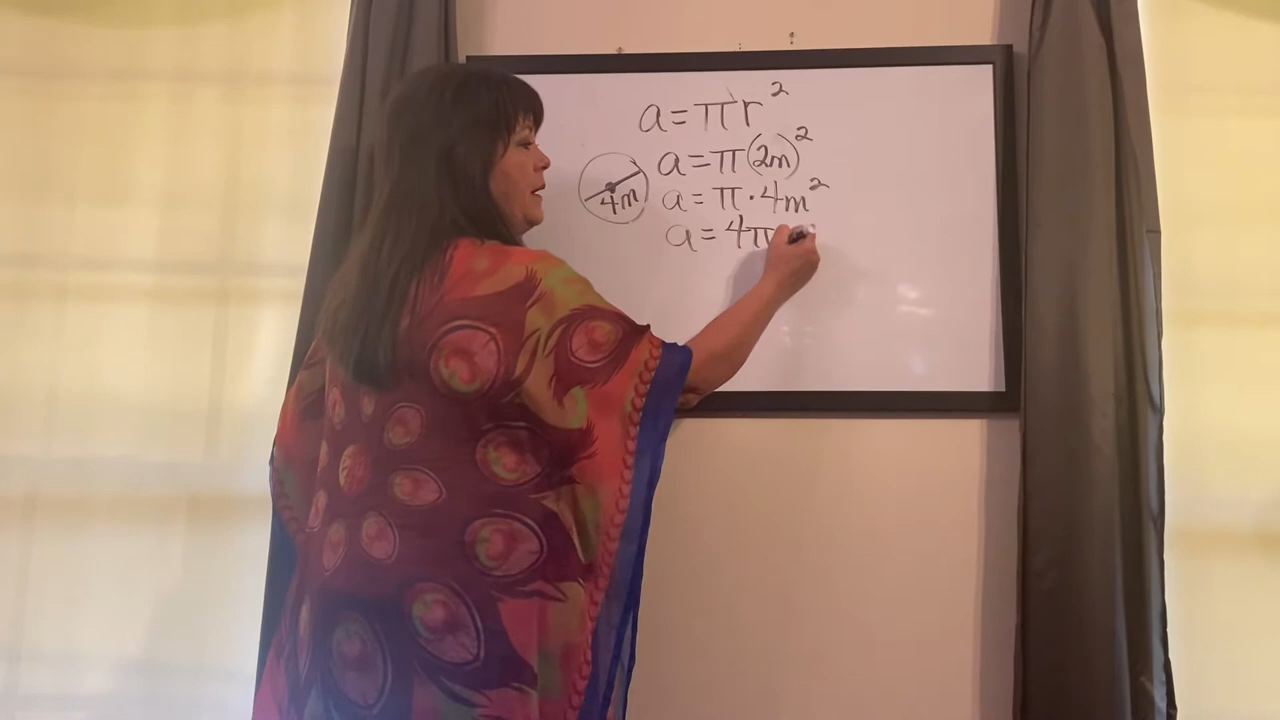 a = πr²
a = π(2m)²
4m
a = π · 4m²
a = 4π